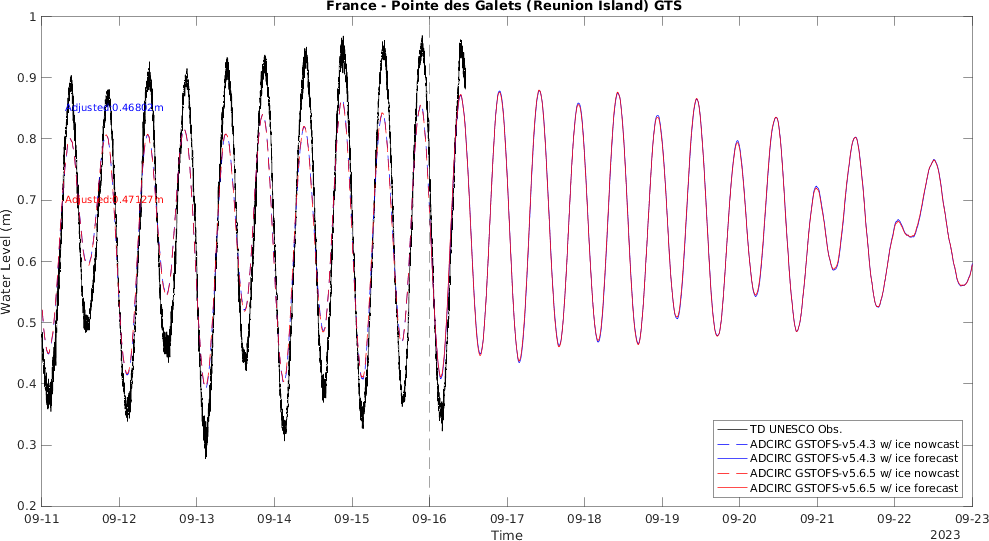 France - Pointe des Galets (Reunion Island) GTS
1
0.9
0.8
0.7
0.6
0.5
0.4
0.3
0.2
Water Level (m)
Adjusted:0.46802m
Adjusted:0.47127m
TD UNESCO Obs.
ADCIRC GSTOFS-v5.4.3 w/ ice nowcast
ADCIRC GSTOFS-v5.4.3 w/ ice forecast
ADCIRC GSTOFS-v5.6.5 w/ ice nowcast
ADCIRC GSTOFS-v5.6.5 w/ ice forecast
09-11 09-12 09-13 09-14 09-15 09-16 09-17 09-18 09-19 09-20 09-21 09-22 09-23
Time
2023